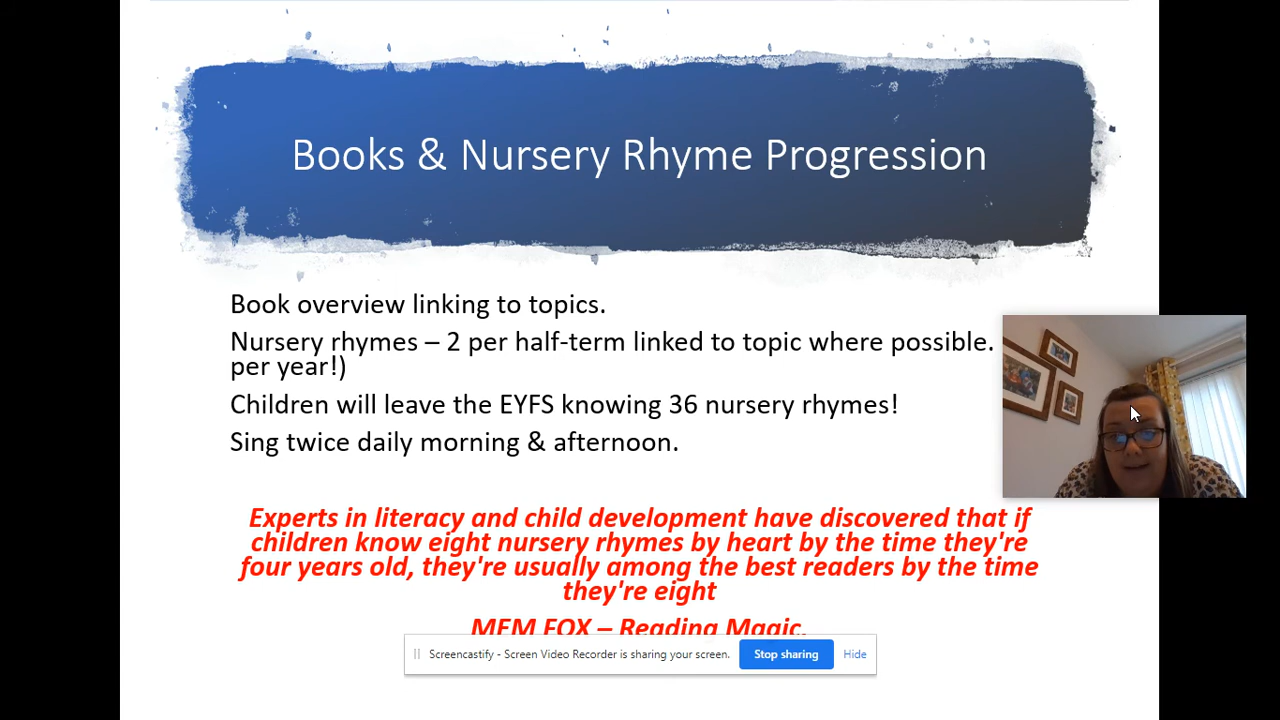 Books & Nursery Rhyme Progression
Book overview linking to topics.
Nursery rhymes – 2 per half-term linked to topic where possible.
per year!)
Children will leave the EYFS knowing 36 nursery rhymes!
Sing twice daily morning & afternoon.
Experts in literacy and child development have discovered that if
children know eight nursery rhymes by heart by the time they're
four years old, they're usually among the best readers by the time
they're eight
MEM FOX – Reading Magic.
Screencastify - Screen Video Recorder is sharing your screen. Stop sharing Hide